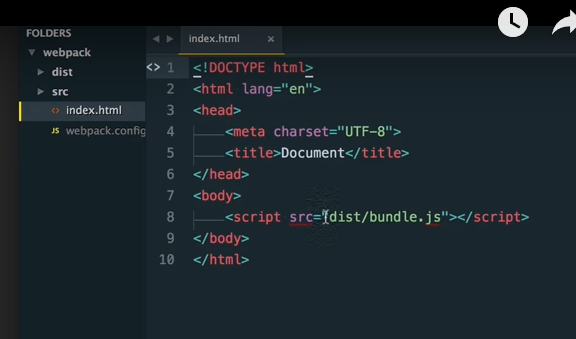 FOLDERS
webpack
dist
src
<> index.html
JS webpack.config
index.html ×
<> 1 <!DOCTYPE html>
2 <html lang="en">
3 <head>
4 <meta charset="UTF-8">
5 <title>Document</title>
6 </head>
7 <body>
8 <script src="/dist/bundle.js"></script>
9 </body>
10 </html>